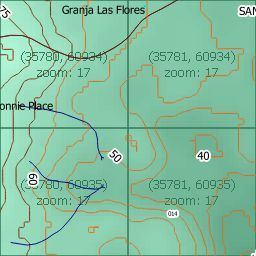 75
Granja Las Flores
SAN
(35780, 60934)
zoom: 17
(35781, 60934)
zoom: 17
onnie Place
50
40
60
(35780, 60935)
zoom: 17
(35781, 60935)
zoom: 17
014